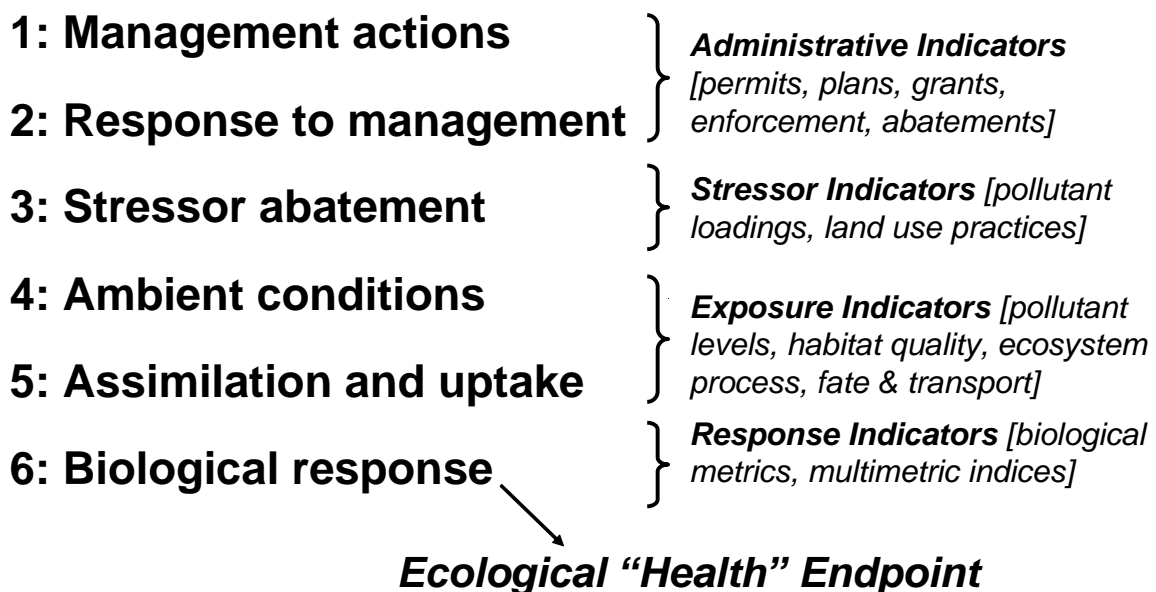 1: Management actions
2: Response to management
Administrative Indicators
[permits, plans, grants,
enforcement, abatements]
3: Stressor abatement
Stressor Indicators [pollutant
loadings, land use practices]
4: Ambient conditions
5: Assimilation and uptake
Exposure Indicators [pollutant
levels, habitat quality, ecosystem
process, fate & transport]
6: Biological response
Response Indicators [biological
metrics, multimetric indices]
Ecological “Health” Endpoint